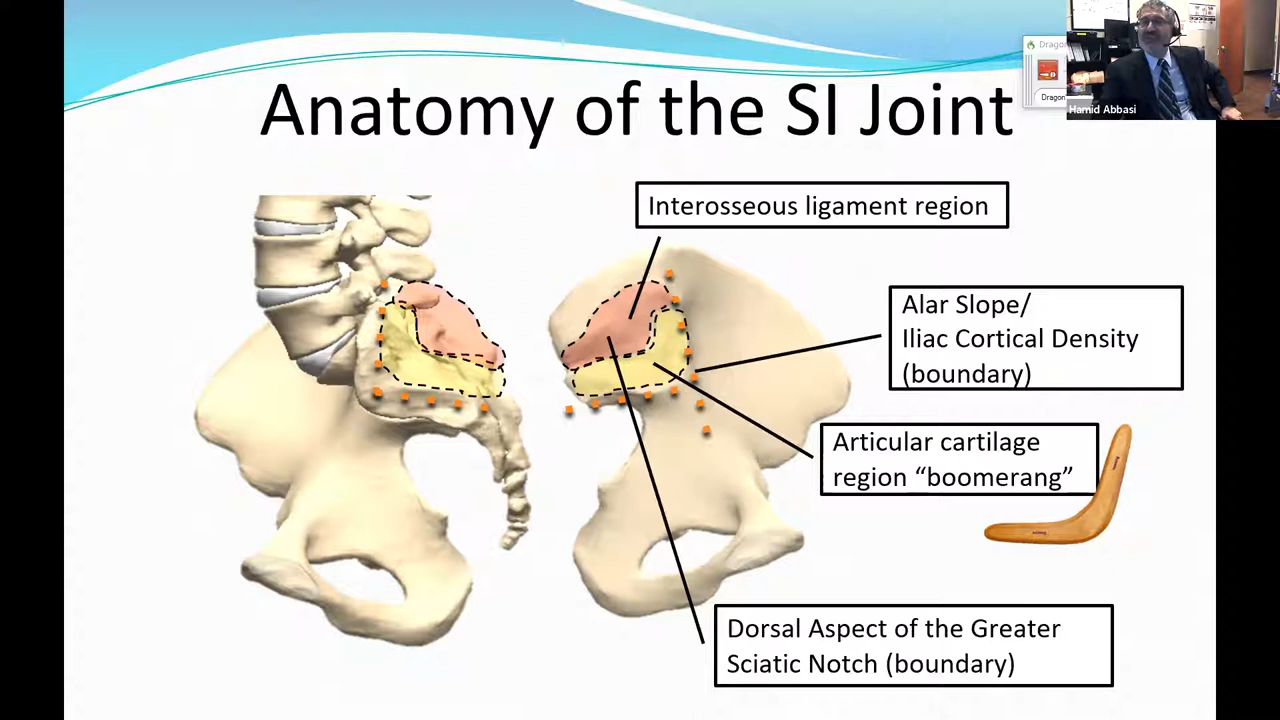 Anatomy of the SI Joint
Dragon
Dragon
Hamid Abbasi
Interosseous ligament region
Alar Slope/
Iliac Cortical Density
(boundary)
Articular cartilage
region “boomerang”
Dorsal Aspect of the Greater
Sciatic Notch (boundary)